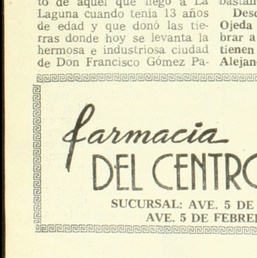 to de aquel que llegó a La
Laguna cuando tenía 13 años
de edad y que donó las tie-
rras donde hoy se levanta la
hermosa e industriosa ciudad
de Don Francisco Gómez Pa-
bastan
Desc
Ojeda
brar a
tienen
Alejan
farmacia
DEL CENTRO
SUCURSAL: AVE. 5 DE
AVE. 5 DE FEBRE